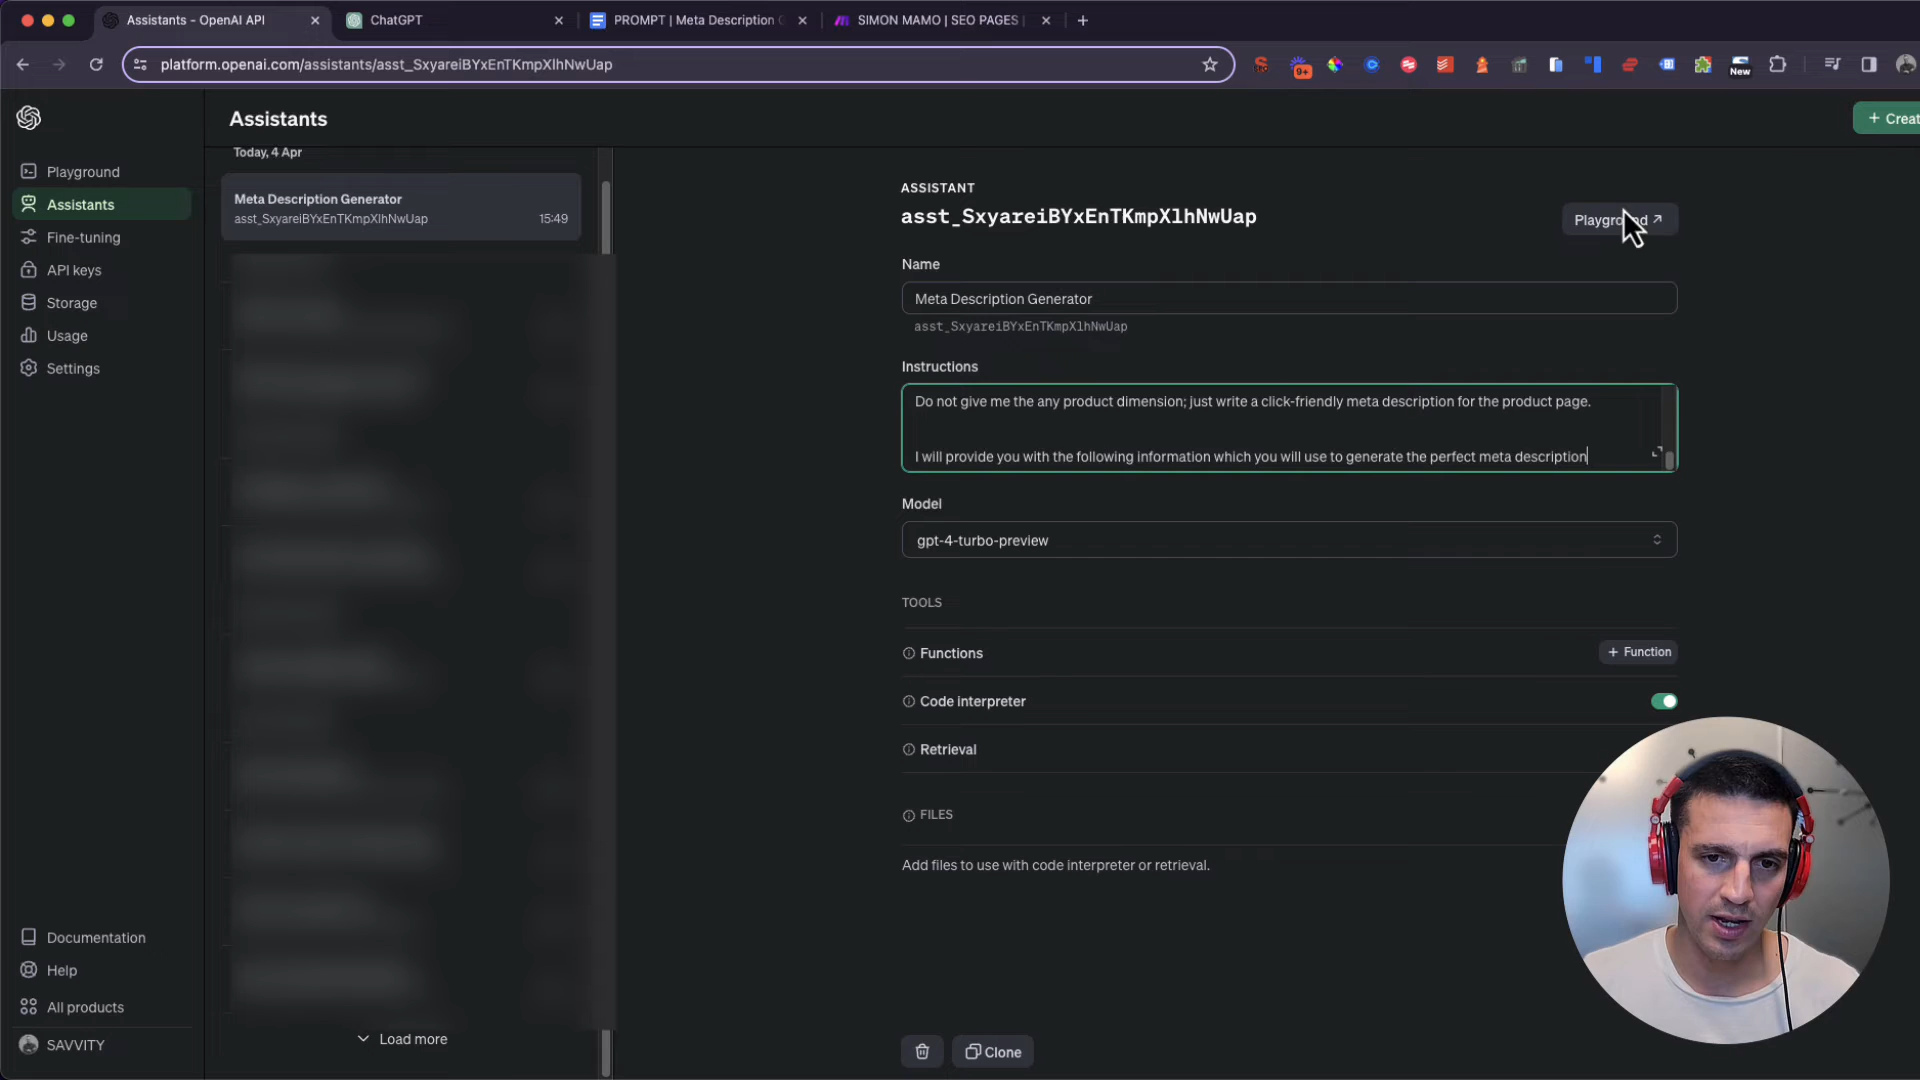 Assistants - OpenAI API
ChatGPT
PROMPT | Meta Description
SIMON MAMO | SEO PAGES |
platform.openai.com/assistants/asst_SxyareiBYxEnTKmpXlhNwUap
9+
New
Assistants
+ Creat
Playground
Assistants
Fine-tuning
API keys
Storage
Usage
Settings
Documentation
Help
All products
SAVVITY
Today, 4 Apr
Meta Description Generator
asst_SxyareiBYxEnTKmpXlhNwUap 15:49
Load more
ASSISTANT
asst_SxyareiBYxEnTKmpXlhNwUap
Playground
Name
Meta Description Generator
asst_SxyareiBYxEnTKmpXlhNwUap
Instructions
Do not give me the any product dimension; just write a click-friendly meta description for the product page.
I will provide you with the following information which you will use to generate the perfect meta description
Model
gpt-4-turbo-preview
TOOLS
Functions
+ Function
Code interpreter
Retrieval
FILES
Add files to use with code interpreter or retrieval.
Clone